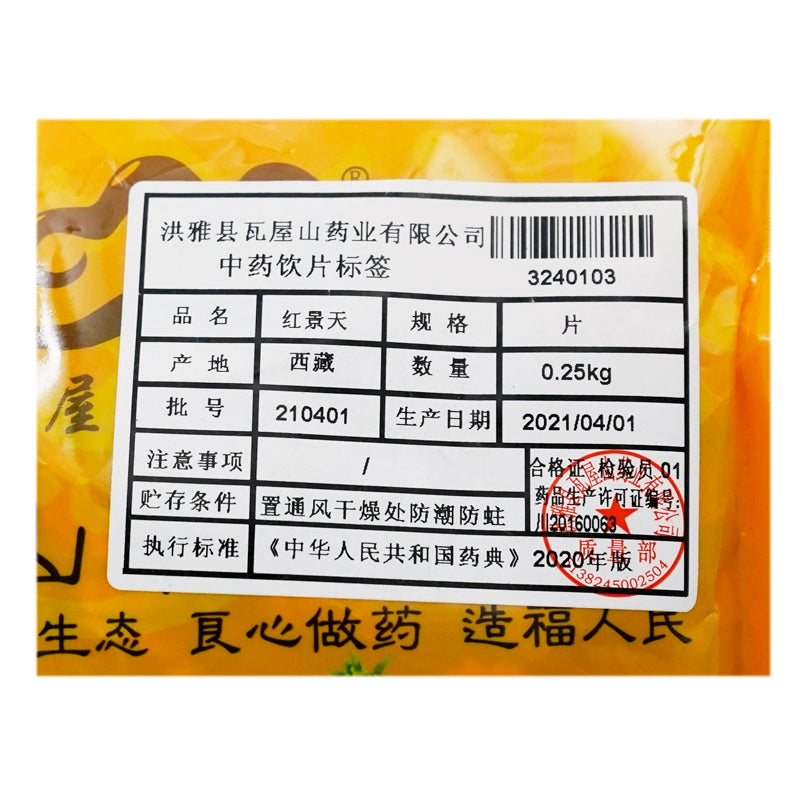 ®
洪雅县瓦屋山药业有限公司
中药饮片标签
3240103
品名 红景天 规格 片
产地 西藏 数量 0.25kg
批号 210401 生产日期 2021/04/01
注意事项 / 合格证 检验员 01
药品生产许可证编号:
贮存条件 置通风干燥处防潮防蛀 川20160063
执行标准 《中华人民共和国药典》2020年版
质量部
屋
生态 良心做药 造福人民